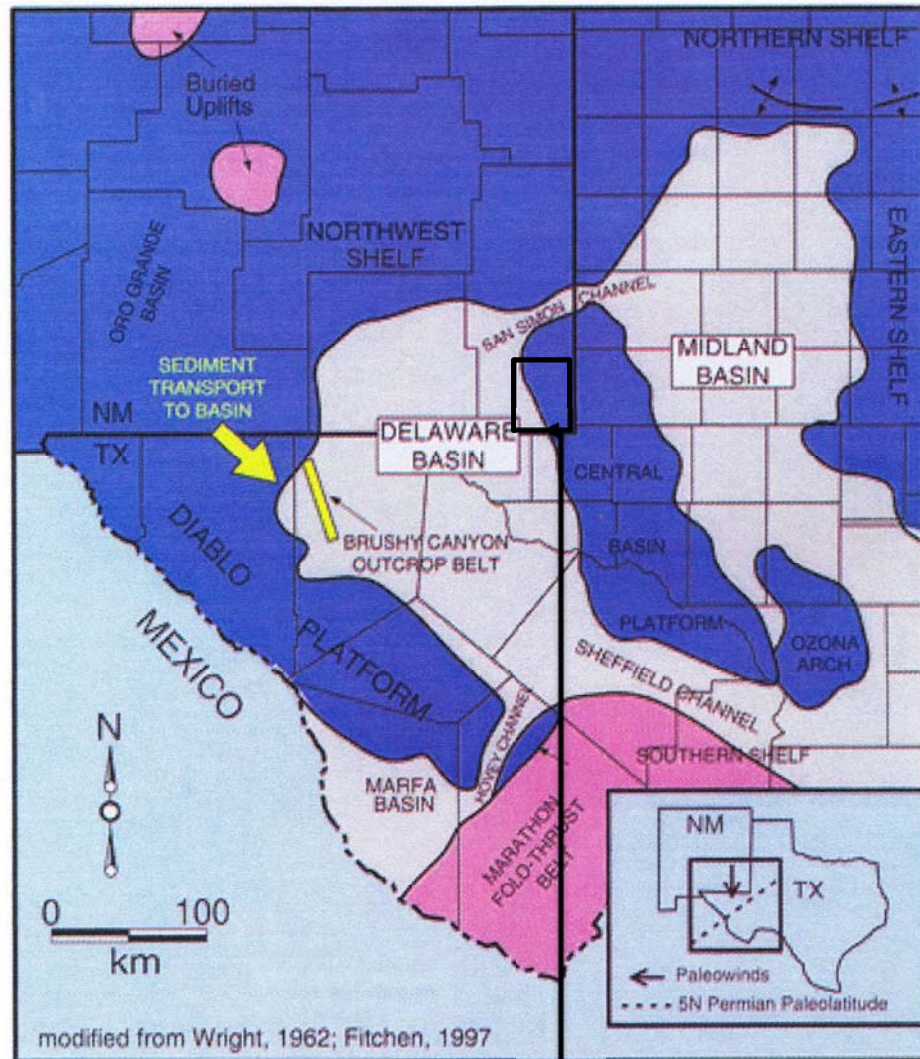 NORTHERN SHELF
Buried
Uplifts
NORTHWEST
SHELF
ORO GRANDE
BASIN
EASTERN SHELF
SAN SIMON CHANNEL
MIDLAND
BASIN
SEDIMENT
TRANSPORT
TO BASIN
NM
TX
DELAWARE
BASIN
CENTRAL
BASIN
PLATFORM
BRUSHY CANYON
OUTCROP BELT
DIABLO
PLATFORM
MEXICO
OZONA
ARCH
SHEFFIELD CHANNEL
HOVEY CHANNEL
SOUTHERN SHELF
MARFA
BASIN
MARATHON
FOLD-THRUST
BELT
N
0 100
km
NM
TX
Paleowinds
5N Permian Paleolatitude
modified from Wright, 1962; Fitchen, 1997